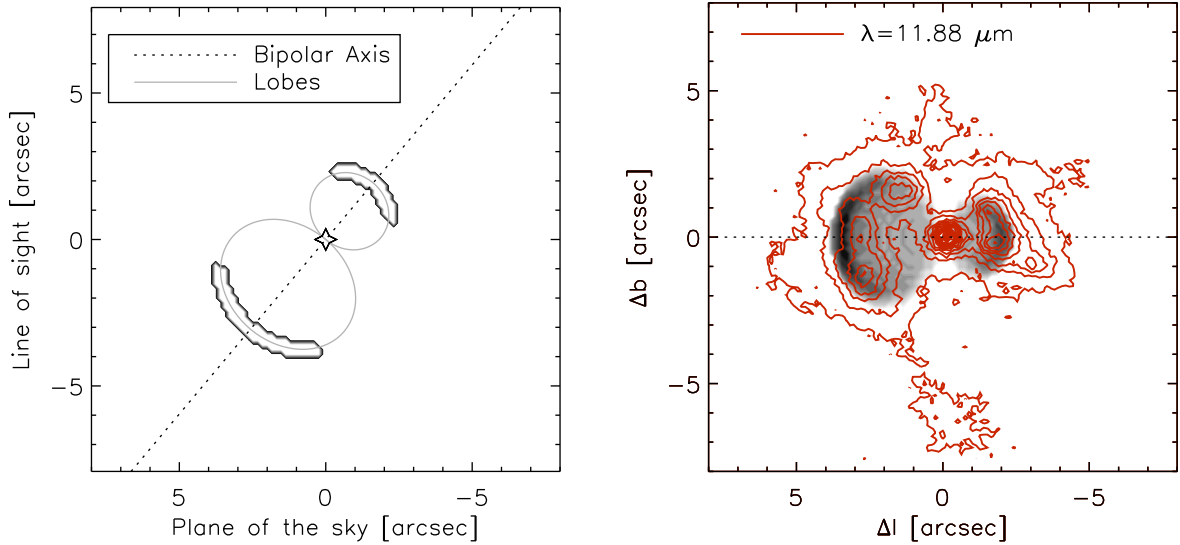 Bipolar Axis
Lobes
5
0
−5
Line of sight [arcsec]
5
0
−5
Plane of the sky [arcsec]
λ=11.88 μm
5
0
−5
Δb [arcsec]
5
0
−5
Δl [arcsec]